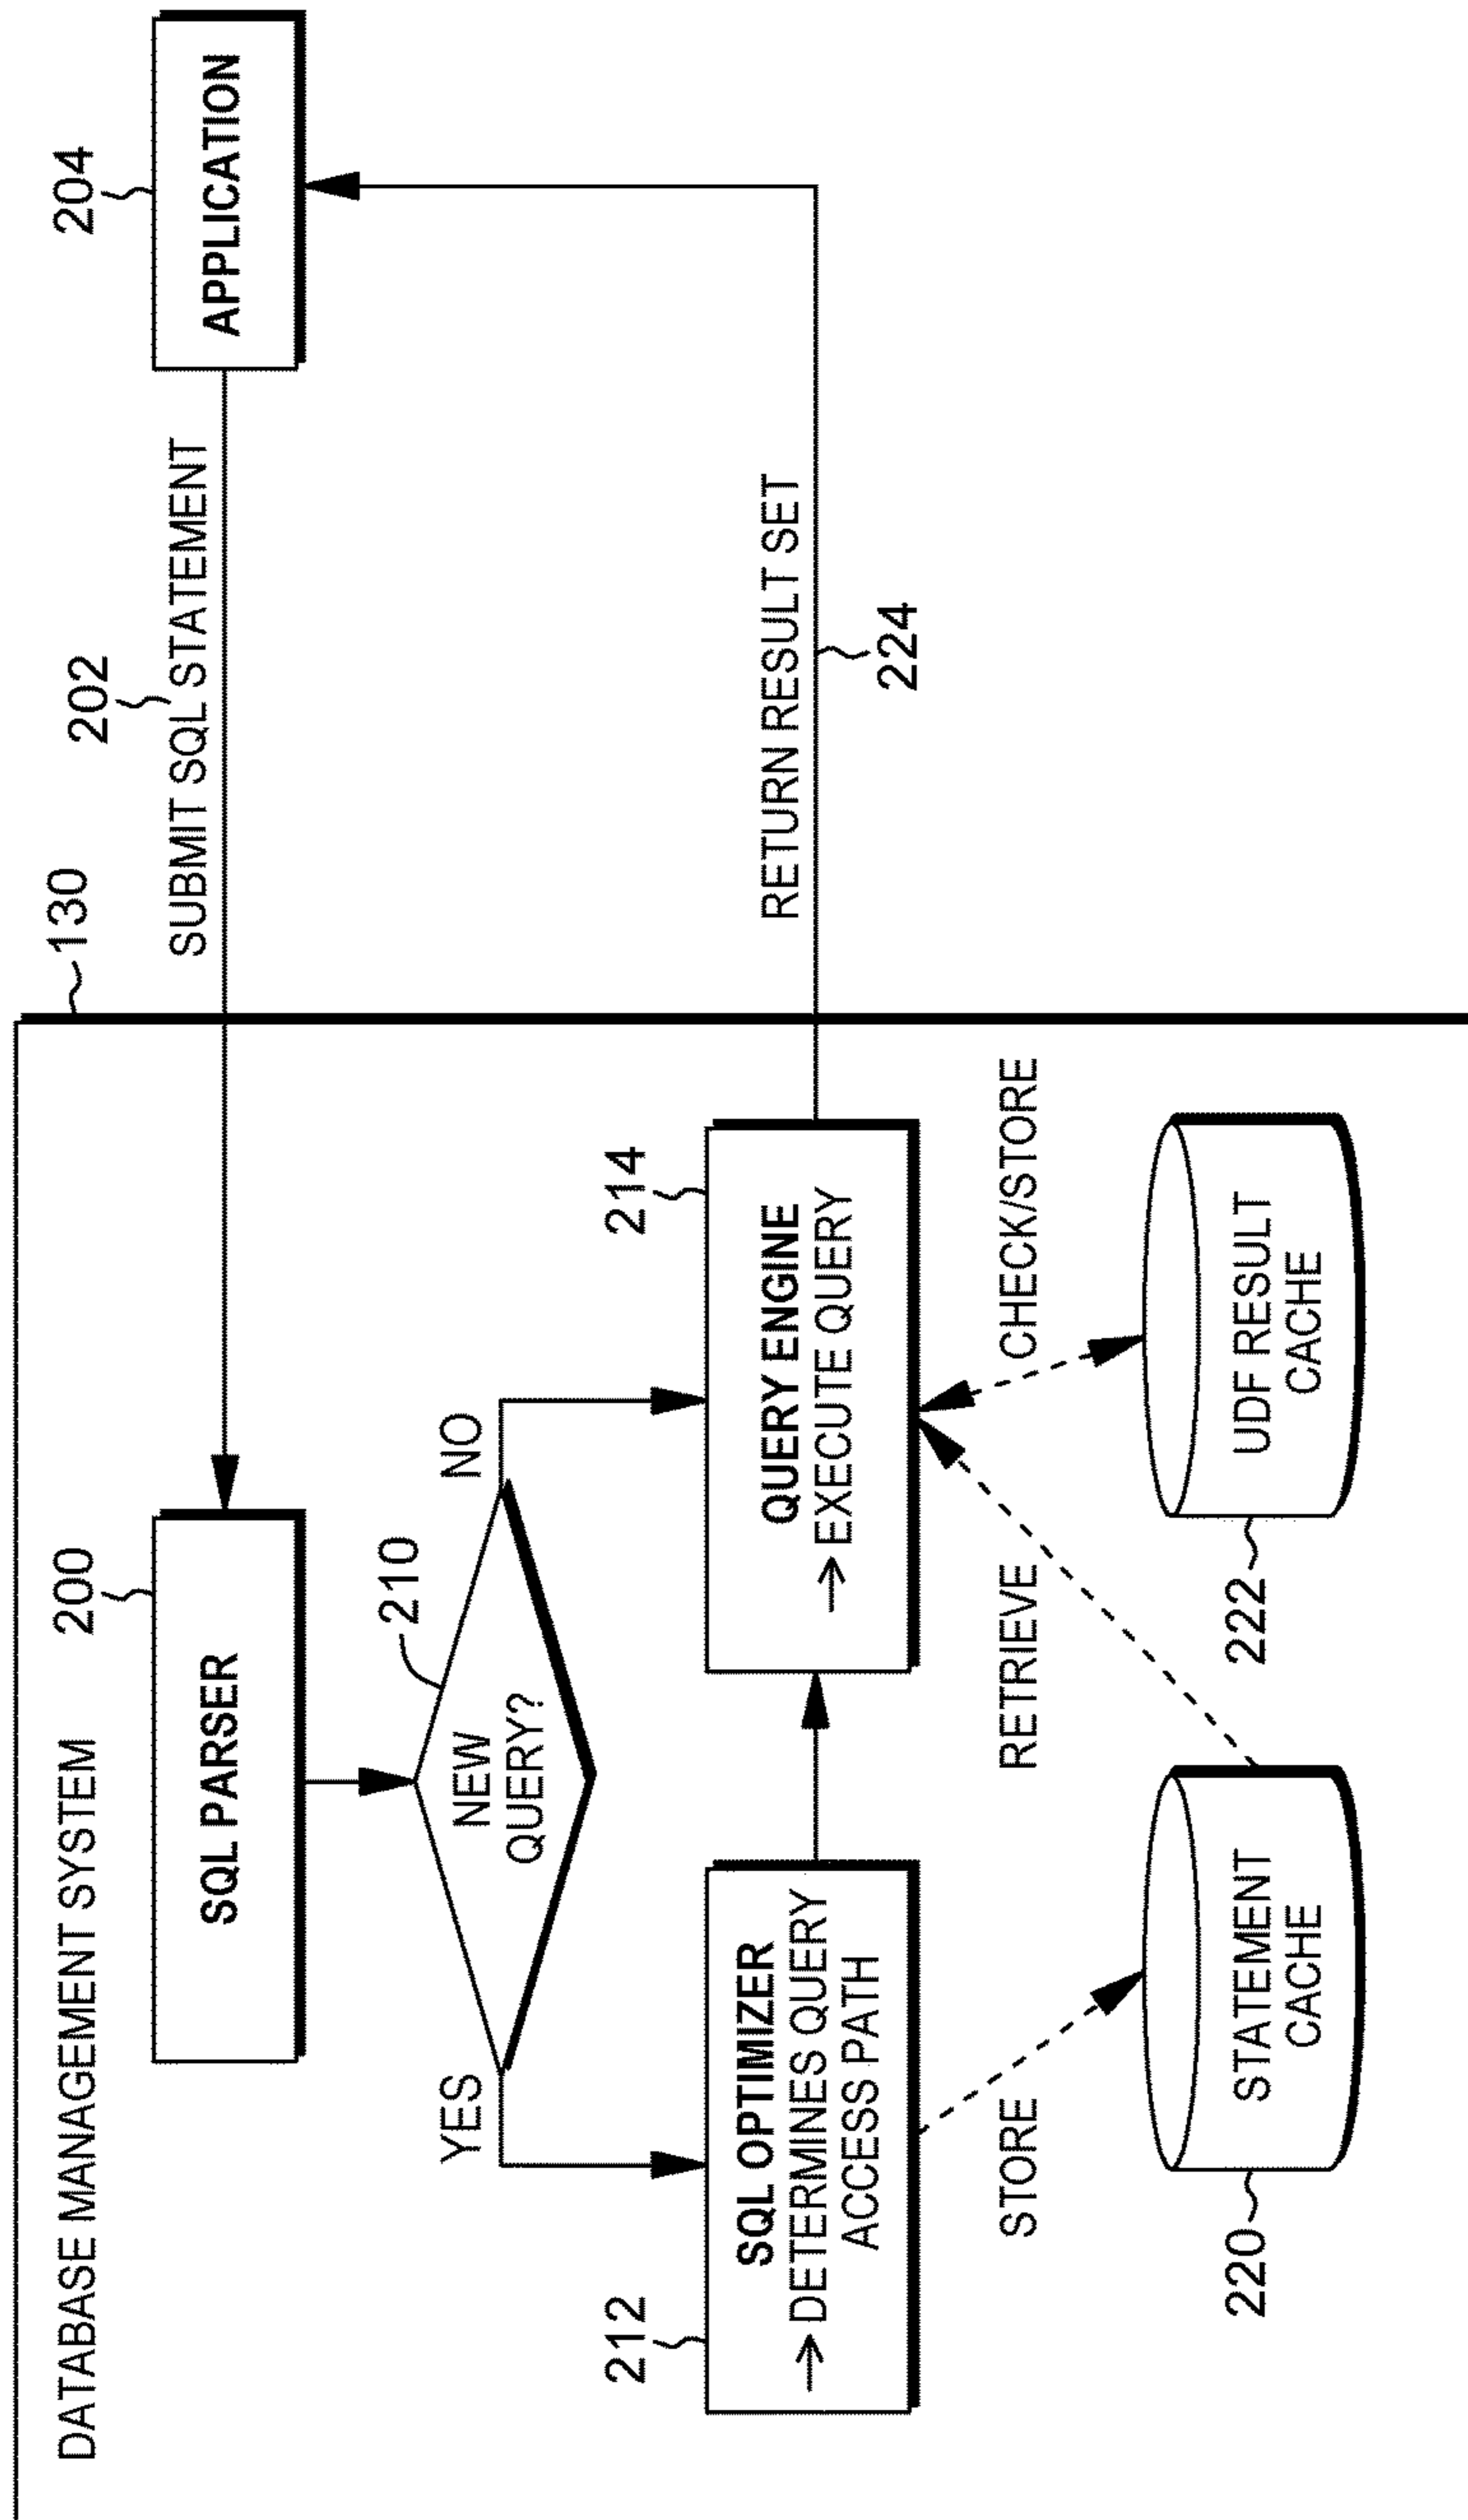 DATABASE MANAGEMENT SYSTEM
130
200
SQL PARSER
202
SUBMIT SQL STATEMENT
204
APPLICATION
210
NEW
QUERY?
YES
NO
212
SQL OPTIMIZER
→DETERMINES QUERY
ACCESS PATH
214
QUERY ENGINE
→EXECUTE QUERY
RETURN RESULT SET
224
STORE
RETRIEVE
CHECK/STORE
220
STATEMENT
CACHE
222
UDF RESULT
CACHE